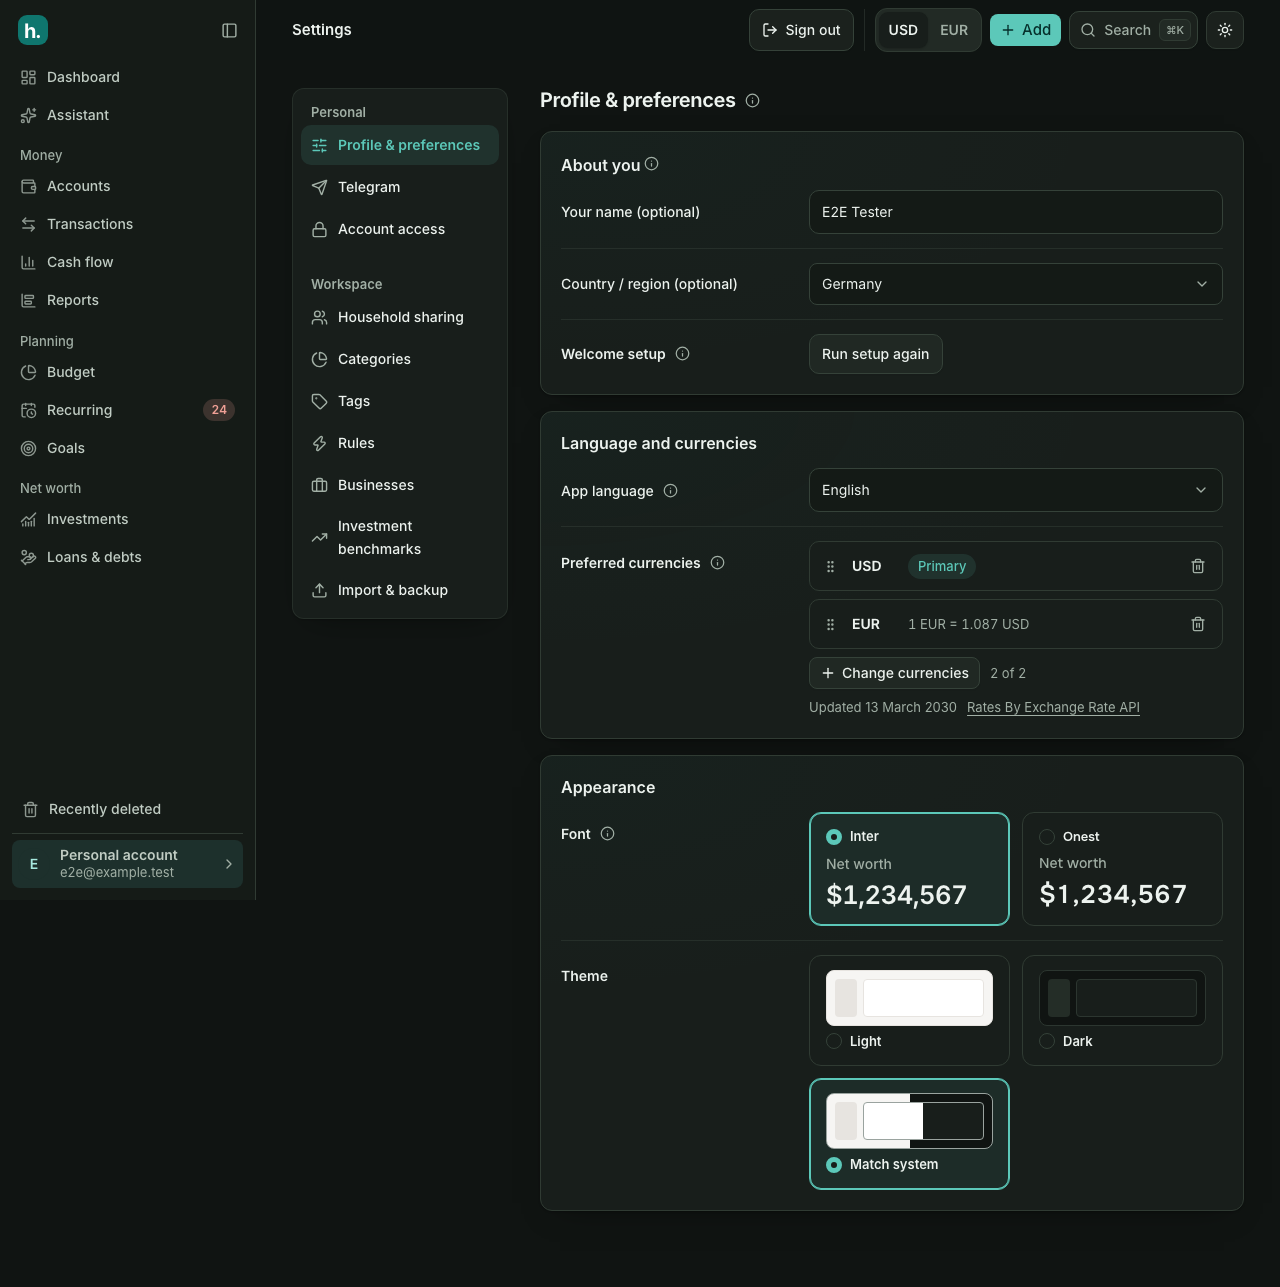 h.
Dashboard
Assistant
Money
Accounts
Transactions
Cash flow
Reports
Planning
Budget
Recurring 24
Goals
Net worth
Investments
Loans & debts
Recently deleted
E
Personal account
e2e@example.test
Settings
Sign out
USD EUR
Add
Search ⌘K
Personal
Profile & preferences
Telegram
Account access
Workspace
Household sharing
Categories
Tags
Rules
Businesses
Investment
benchmarks
Import & backup
Profile & preferences
About you
Your name (optional) E2E Tester
Country / region (optional) Germany
Welcome setup Run setup again
Language and currencies
App language English
Preferred currencies USD Primary
EUR 1 EUR = 1.087 USD
Change currencies 2 of 2
Updated 13 March 2030 Rates By Exchange Rate API
Appearance
Font
Inter
Net worth
$1,234,567
Onest
Net worth
$1,234,567
Theme
Light
Dark
Match system